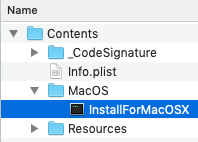 Name
Contents
_CodeSignature
Info.plist
MacOS
InstallForMacOSX
Resources